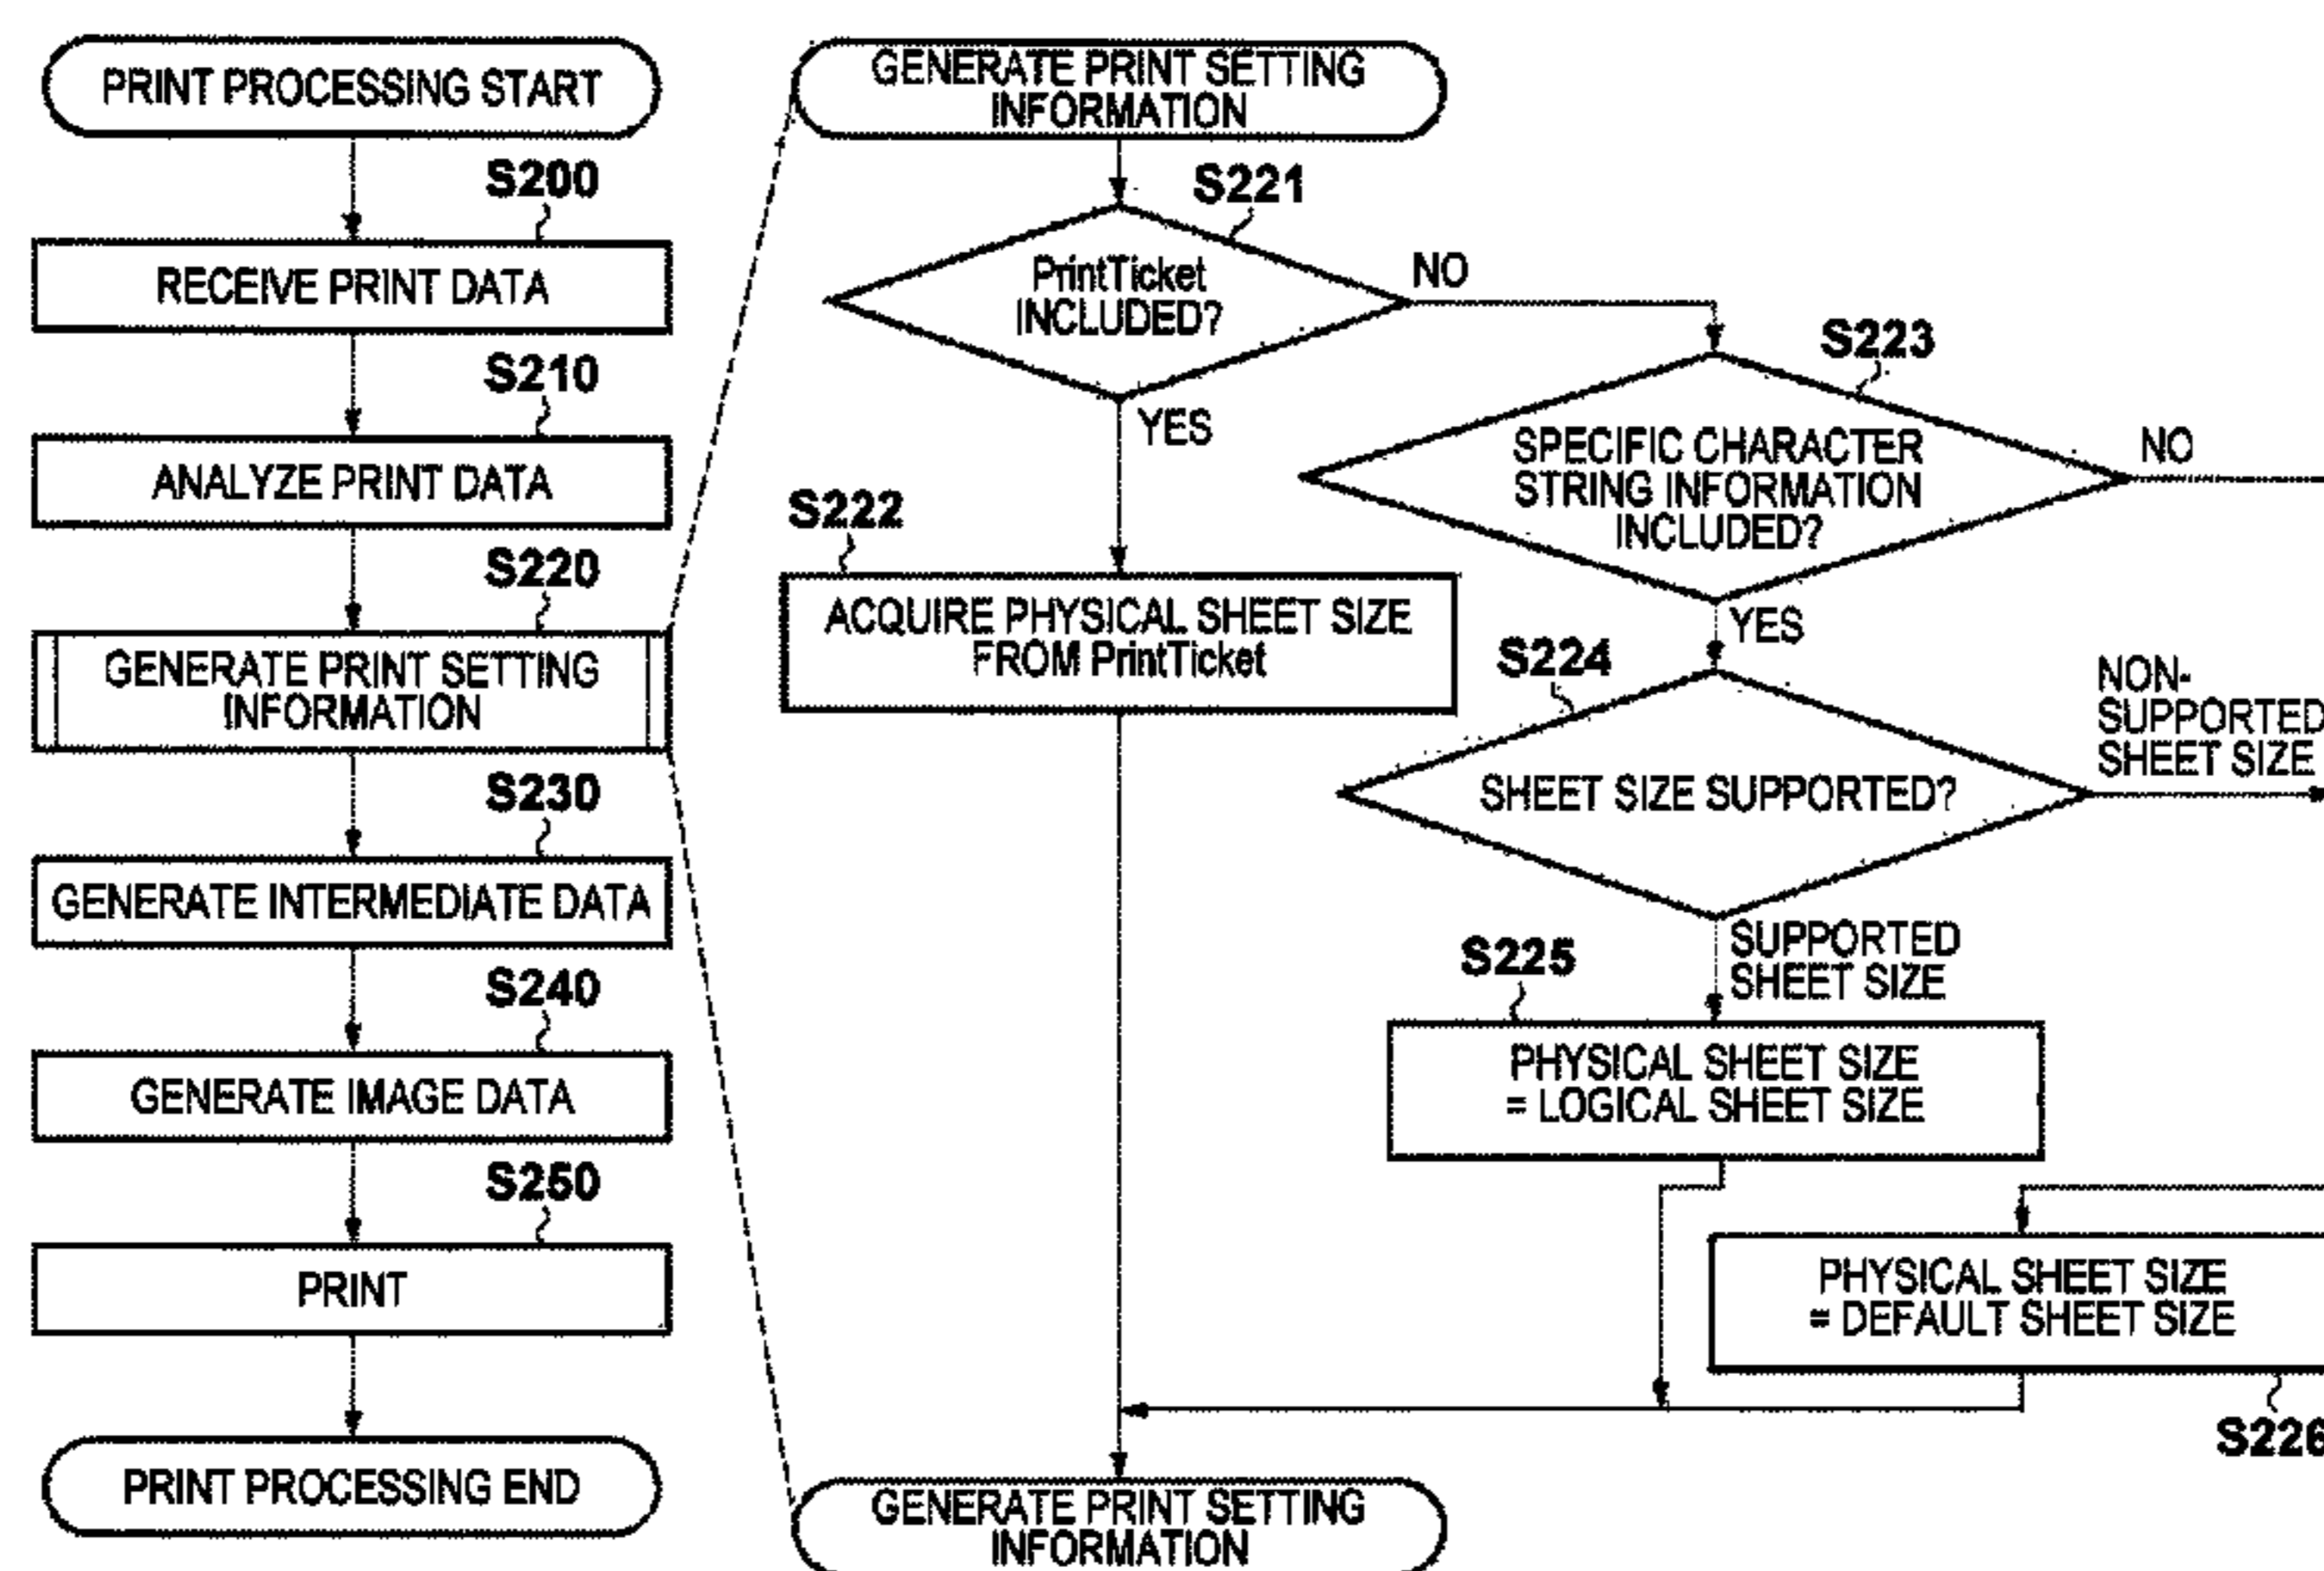 PRINT PROCESSING START
S200
RECEIVE PRINT DATA
S210
ANALYZE PRINT DATA
S220
GENERATE PRINT SETTING
INFORMATION
S230
GENERATE INTERMEDIATE DATA
S240
GENERATE IMAGE DATA
S250
PRINT
PRINT PROCESSING END
GENERATE PRINT SETTING
INFORMATION
S221
PrintTicket
INCLUDED?
NO
YES
S222
ACQUIRE PHYSICAL SHEET SIZE
FROM PrintTicket
S223
SPECIFIC CHARACTER
STRING INFORMATION
INCLUDED?
NO
YES
S224
SHEET SIZE SUPPORTED?
NON-
SUPPORTED
SHEET SIZE
SUPPORTED
SHEET SIZE
S225
PHYSICAL SHEET SIZE
= LOGICAL SHEET SIZE
PHYSICAL SHEET SIZE
= DEFAULT SHEET SIZE
S226
GENERATE PRINT SETTING
INFORMATION